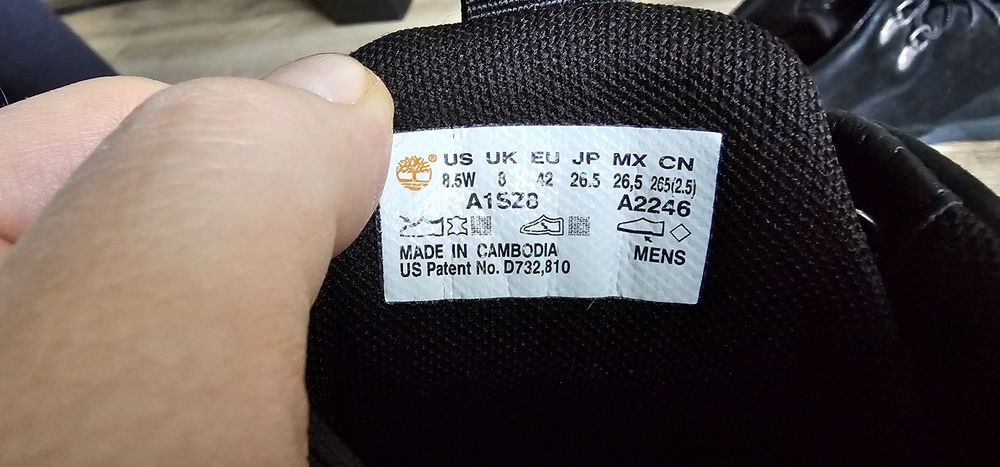 ® US UK EU JP MX CN
8.5W 8 42 26.5 26,5 265(2.5)
A1SZ8 A2246
MADE IN CAMBODIA
US Patent No. D732,810
MENS